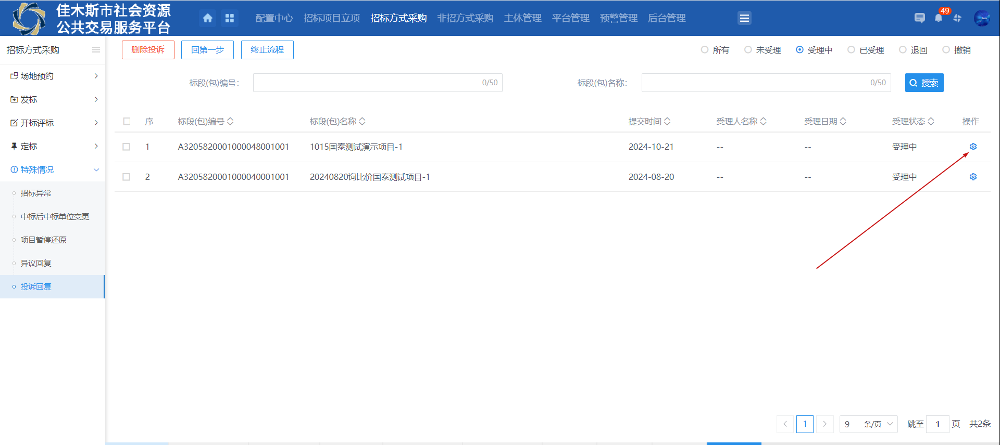 佳木斯市社会资源
公共交易服务平台
配置中心 招标项目立项 招标方式采购 非招方式采购 主体管理 平台管理 预警管理 后台管理
49
招标方式采购
场地预约
发标
开标评标
定标
特殊情况
招标异常
中标后中标单位变更
项目暂停还原
异议回复
投诉回复
删除投诉 回第一步 终止流程
所有 未受理 受理中 已受理 退回 撤销
标段(包)编号: 0/50 标段(包)名称: 0/50 搜索
序 标段(包)编号 标段(包)名称 提交时间 受理人名称 受理日期 受理状态 操作
1 A3205820001000048001001 1015国泰测试演示项目-1 2024-10-21 -- -- 受理中
2 A3205820001000040001001 20240820询比价国泰测试项目-1 2024-08-20 -- -- 受理中
1 9 条/页 跳至 1 页 共2条